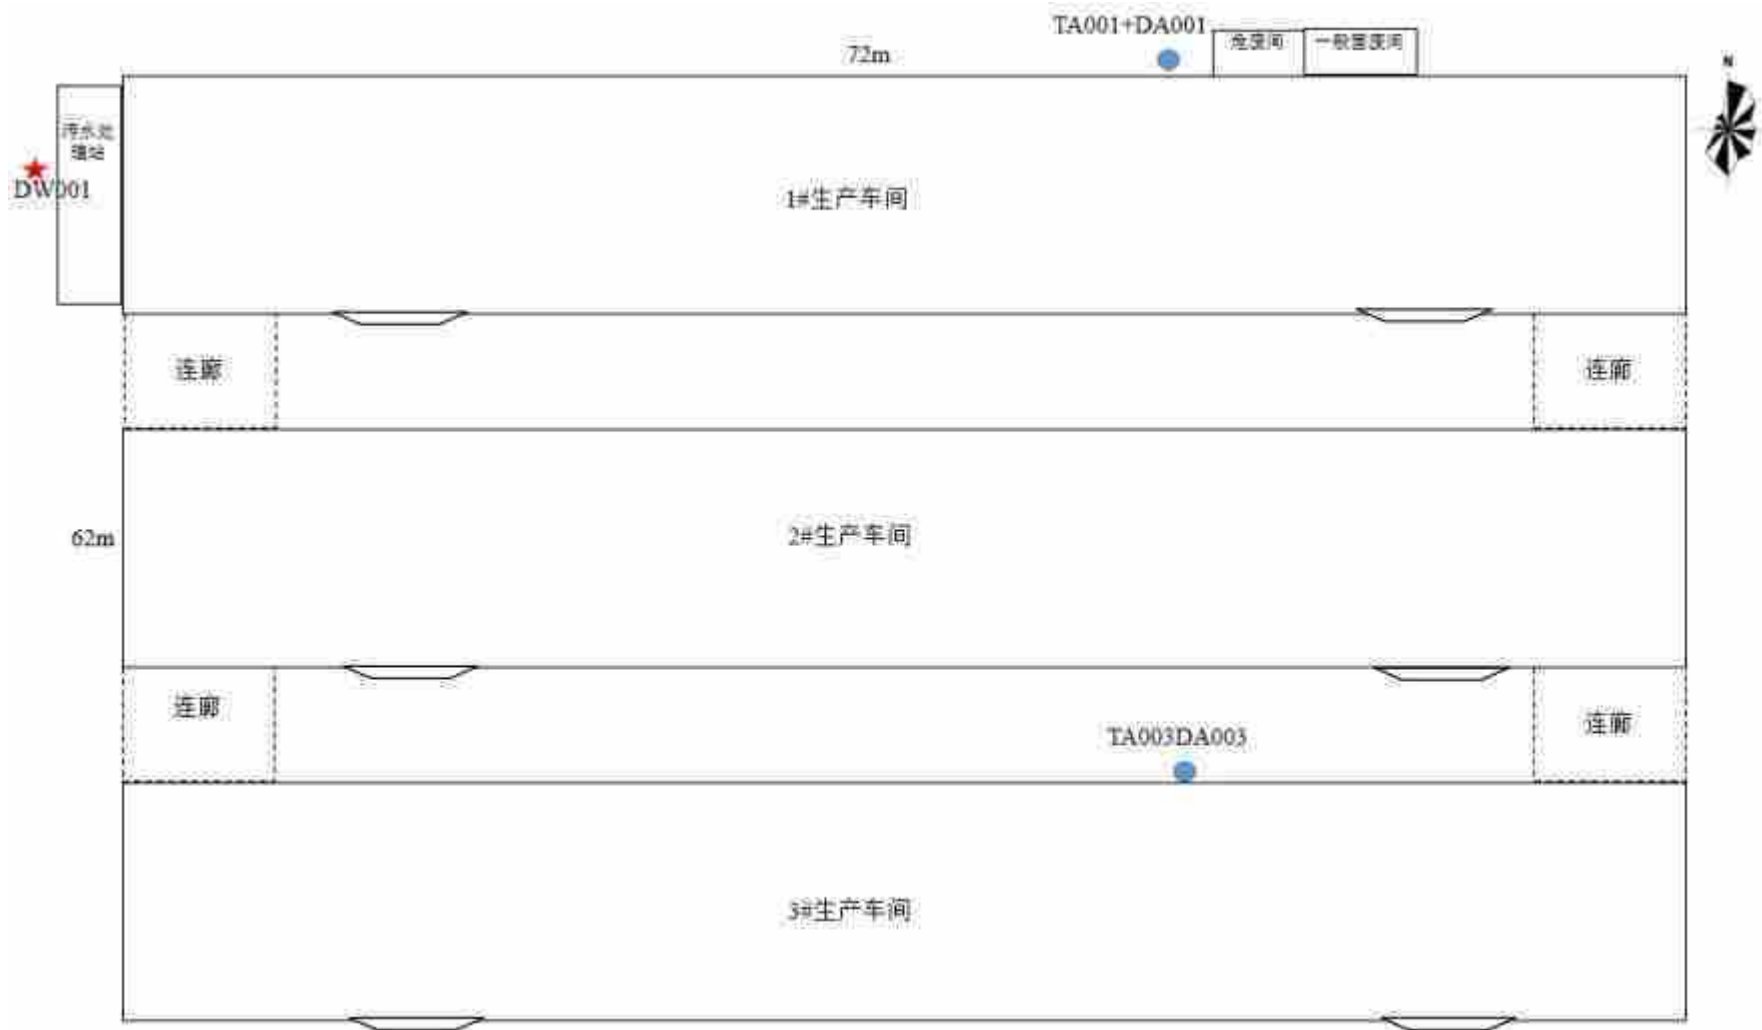 TA001+DA001
危废间
一般固废间
72m
N
污水处
理站
DW001
1#生产车间
连廊
连廊
2#生产车间
62m
连廊
连廊
TA003DA003
3#生产车间